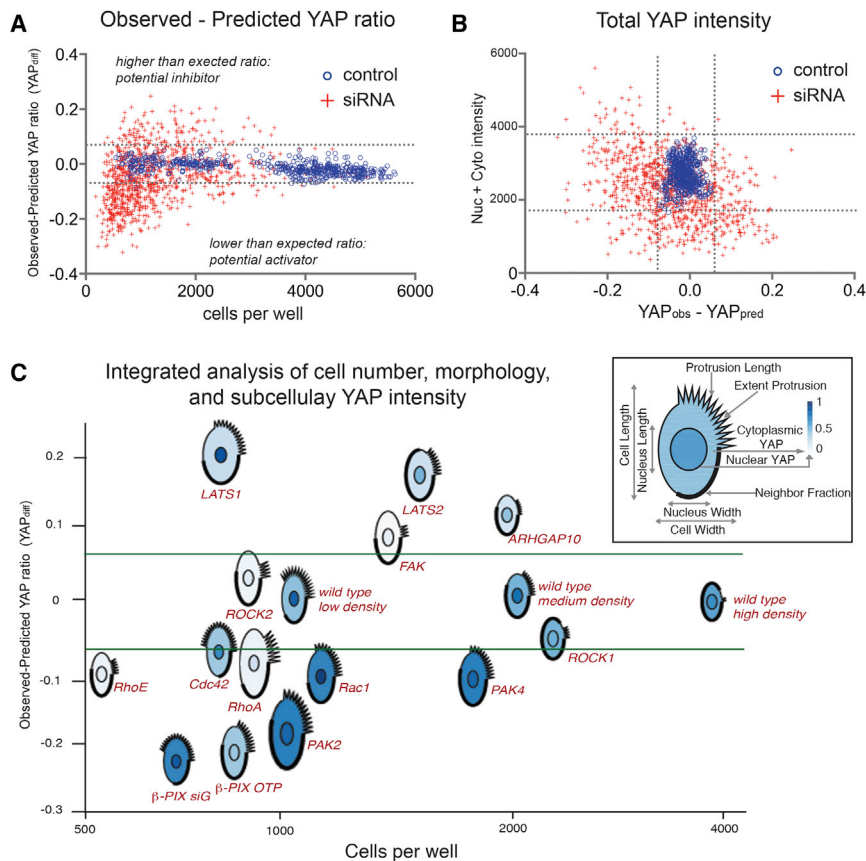 A
Observed - Predicted YAP ratio
Observed-Predicted YAP ratio (YAPdiff)
0.4
0.2
0.0
-0.2
-0.4
higher than exected ratio:
potential inhibitor
control
siRNA
lower than expected ratio:
potential activator
0
2000
4000
6000
cells per well
B
Total YAP intensity
Nuc + Cyto intensity
6000
4000
2000
0
control
siRNA
-0.4
-0.2
0.0
0.2
0.4
YAPobs - YAPpred
C
Integrated analysis of cell number, morphology,
and subcellulay YAP intensity
Protrusion Length
Extent Protrusion
1
0.5
0
Cell Length
Nucleus Length
Cytoplasmic
YAP
Nuclear YAP
Neighbor Fraction
Nucleus Width
Cell Width
Observed-Predicted YAP ratio (YAPdiff)
0.2
0.1
0
-0.1
-0.2
-0.3
LATS1
LATS2
ARHGAP10
FAK
ROCK2
wild type
low density
wild type
medium density
wild type
high density
ROCK1
RhoE
Cdc42
RhoA
Rac1
PAK4
PAK2
β-PIX siG
β-PIX OTP
500
1000
2000
4000
Cells per well